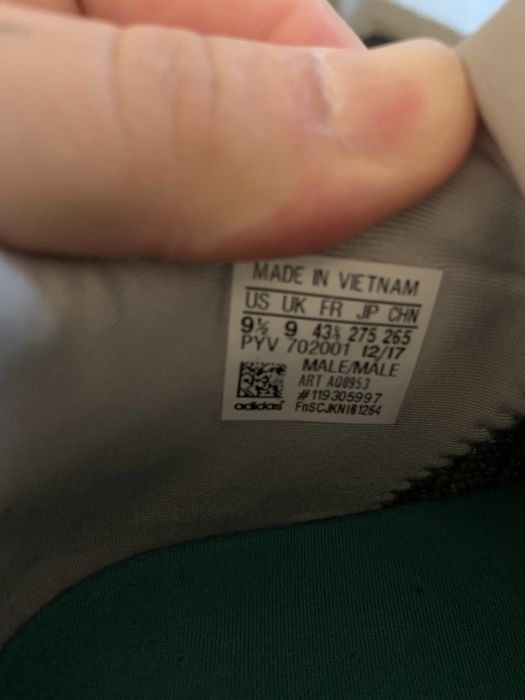 MADE IN VIETNAM
US UK FR JP CHN
9½ 9 43⅓ 275 265
PYV 702001 12/17
MALE/MALE
ART AQ0953
#119305997
adidas FnSCJKNI61264